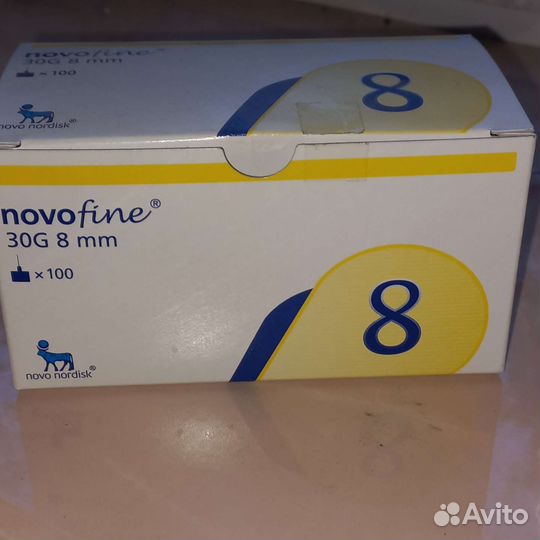 novofine®
30G 8 mm
× 100
8
novo nordisk®
novofine®
30G 8 mm
× 100
8
novo nordisk®
Avito